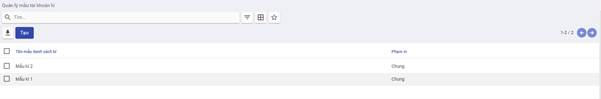 Quản lý mẫu tài khoản kí
Tìm...
Tạo
1-2 / 2
Tên mẫu danh sách kí
Phạm vi
Mẫu kí 2
Chung
Mẫu kí 1
Chung